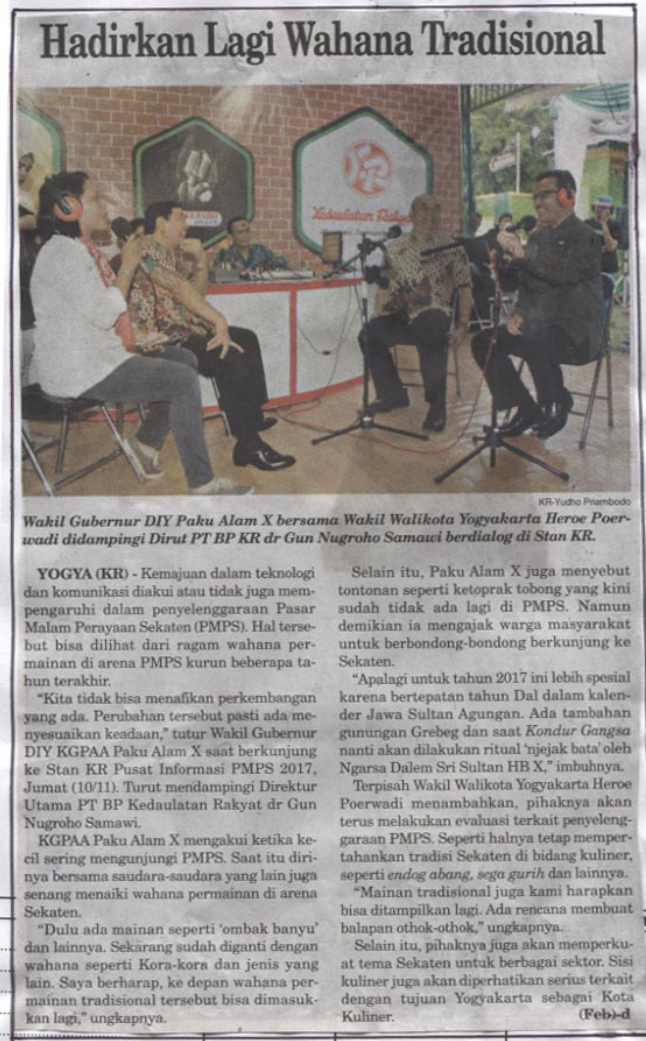 Hadirkan Lagi Wahana Tradisional
Kedaulatan Rakyat
KR-Yudho Priambodo
Wakil Gubernur DIY Paku Alam X bersama Wakil Walikota Yogyakarta Heroe Poer-
wadi didampingi Dirut PT BP KR dr Gun Nugroho Samawi berdialog di Stan KR.
YOGYA (KR) - Kemajuan dalam teknologi
dan komunikasi diakui atau tidak juga mem-
pengaruhi dalam penyelenggaraan Pasar
Malam Perayaan Sekaten (PMPS). Hal terse-
but bisa dilihat dari ragam wahana per-
mainan di arena PMPS kurun beberapa ta-
hun terakhir.
"Kita tidak bisa menafikan perkembangan
yang ada. Perubahan tersebut pasti ada me-
nyesuaikan keadaan," tutur Wakil Gubernur
DIY KGPAA Paku Alam X saat berkunjung
ke Stan KR Pusat Informasi PMPS 2017,
Jumat (10/11). Turut mendampingi Direktur
Utama PT BP Kedaulatan Rakyat dr Gun
Nugroho Samawi.
KGPAA Paku Alam X mengakui ketika ke-
cil sering mengunjungi PMPS. Saat itu diri-
nya bersama saudara-saudara yang lain juga
senang menaiki wahana permainan di arena
Sekaten.
"Dulu ada mainan seperti 'ombak banyu'
dan lainnya. Sekarang sudah diganti dengan
wahana seperti Kora-kora dan jenis yang
lain. Saya berharap, ke depan wahana per-
mainan tradisional tersebut bisa dimasuk-
kan lagi," ungkapnya.
Selain itu, Paku Alam X juga menyebut
tontonan seperti ketoprak tobong yang kini
sudah tidak ada lagi di PMPS. Namun
demikian ia mengajak warga masyarakat
untuk berbondong-bondong berkunjung ke
Sekaten.
"Apalagi untuk tahun 2017 ini lebih spesial
karena bertepatan tahun Dal dalam kalen-
der Jawa Sultan Agungan. Ada tambahan
gunungan Grebeg dan saat Kondur Gangsa
nanti akan dilakukan ritual 'njejak bata' oleh
Ngarsa Dalem Sri Sultan HB X," imbuhnya.
Terpisah Wakil Walikota Yogyakarta Heroe
Poerwadi menambahkan, pihaknya akan
terus melakukan evaluasi terkait penyeleng-
garaan PMPS. Seperti halnya tetap memper-
tahankan tradisi Sekaten di bidang kuliner,
seperti endog abang, sega gurih dan lainnya.
"Mainan tradisional juga kami harapkan
bisa ditampilkan lagi. Ada rencana membuat
balapan othok-othok," ungkapnya.
Selain itu, pihaknya juga akan memperku-
at tema Sekaten untuk berbagai sektor. Sisi
kuliner juga akan diperhatikan serius terkait
dengan tujuan Yogyakarta sebagai Kota
Kuliner. (Feb)-d